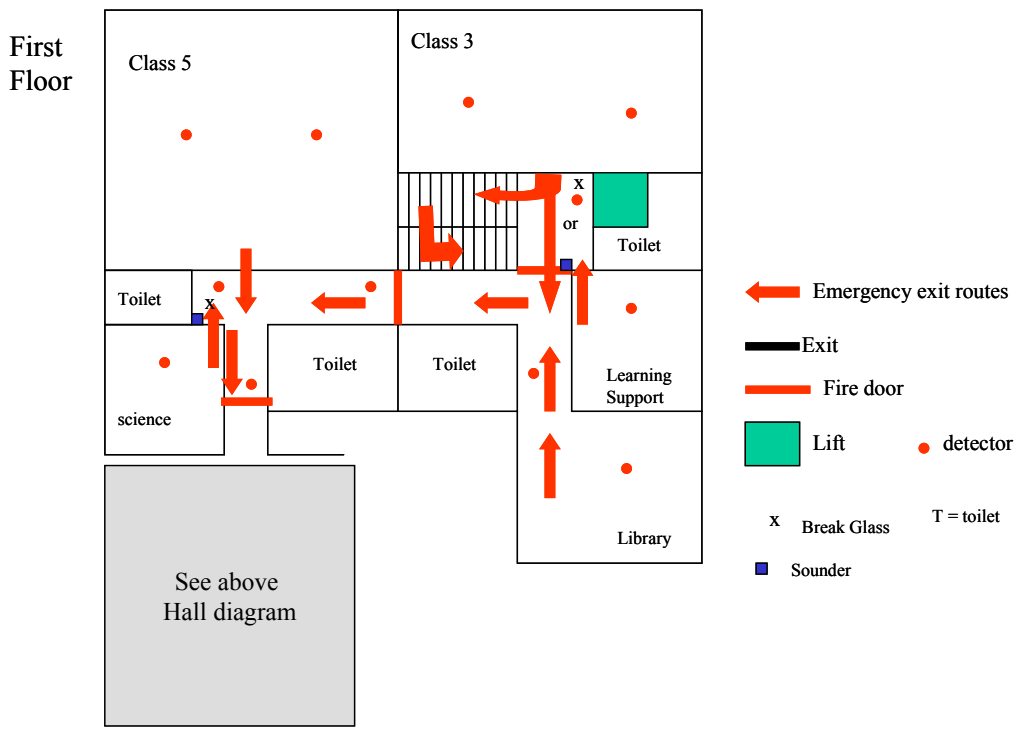 First
Floor
Class 5
Class 3
x
or
Toilet
Toilet
x
Toilet
Toilet
Learning
Support
science
Library
See above
Hall diagram
Emergency exit routes
Exit
Fire door
Lift
detector
x
Break Glass
T = toilet
Sounder